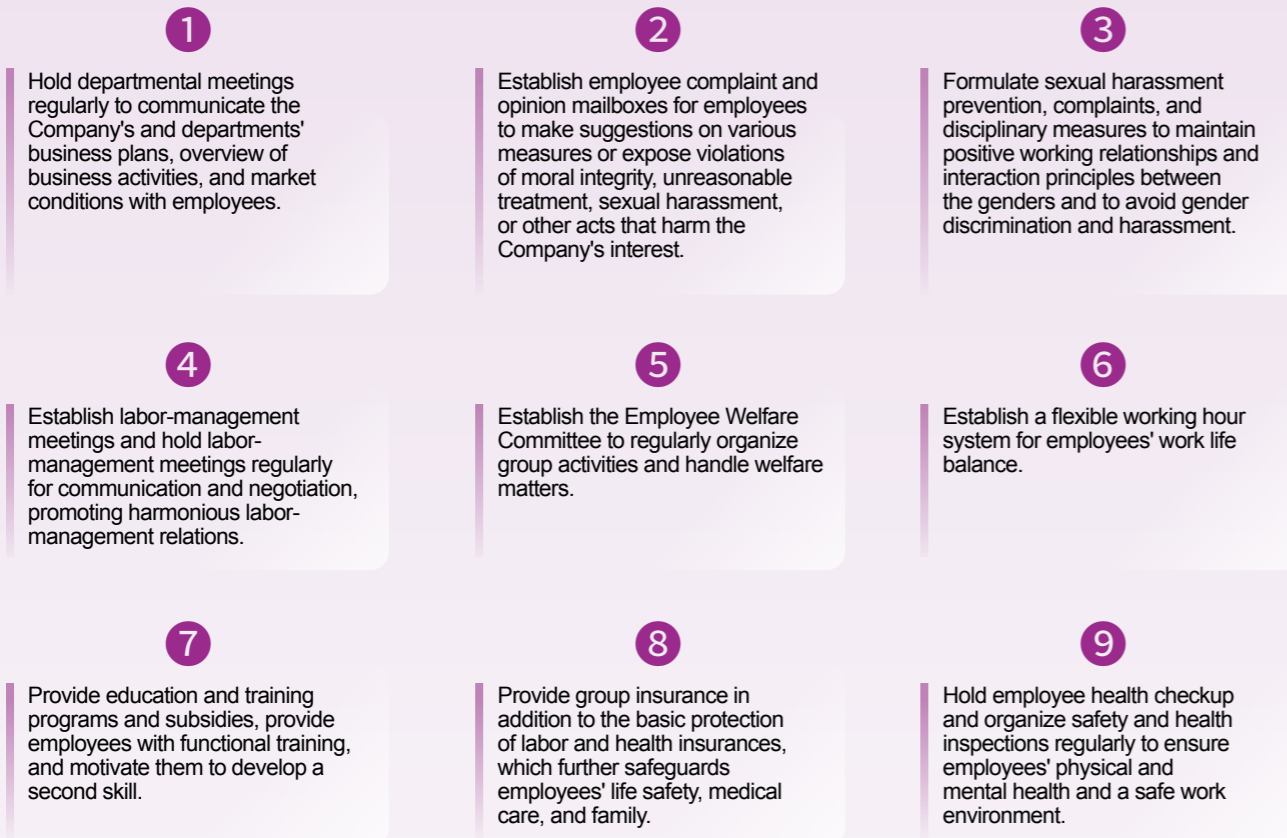 1
Hold departmental meetings
regularly to communicate the
Company's and departments'
business plans, overview of
business activities, and market
conditions with employees.
2
Establish employee complaint and
opinion mailboxes for employees
to make suggestions on various
measures or expose violations
of moral integrity, unreasonable
treatment, sexual harassment,
or other acts that harm the
Company's interest.
3
Formulate sexual harassment
prevention, complaints, and
disciplinary measures to maintain
positive working relationships and
interaction principles between
the genders and to avoid gender
discrimination and harassment.
4
Establish labor-management
meetings and hold labor-
management meetings regularly
for communication and negotiation,
promoting harmonious labor-
management relations.
5
Establish the Employee Welfare
Committee to regularly organize
group activities and handle welfare
matters.
6
Establish a flexible working hour
system for employees' work life
balance.
7
Provide education and training
programs and subsidies, provide
employees with functional training,
and motivate them to develop a
second skill.
8
Provide group insurance in
addition to the basic protection
of labor and health insurances,
which further safeguards
employees' life safety, medical
care, and family.
9
Hold employee health checkup
and organize safety and health
inspections regularly to ensure
employees' physical and
mental health and a safe work
environment.